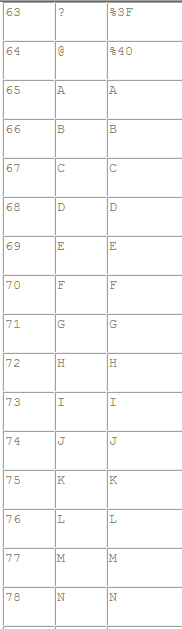 63 ? %3F
64 @ %40
65 A A
66 B B
67 C C
68 D D
69 E E
70 F F
71 G G
72 H H
73 I I
74 J J
75 K K
76 L L
77 M M
78 N N